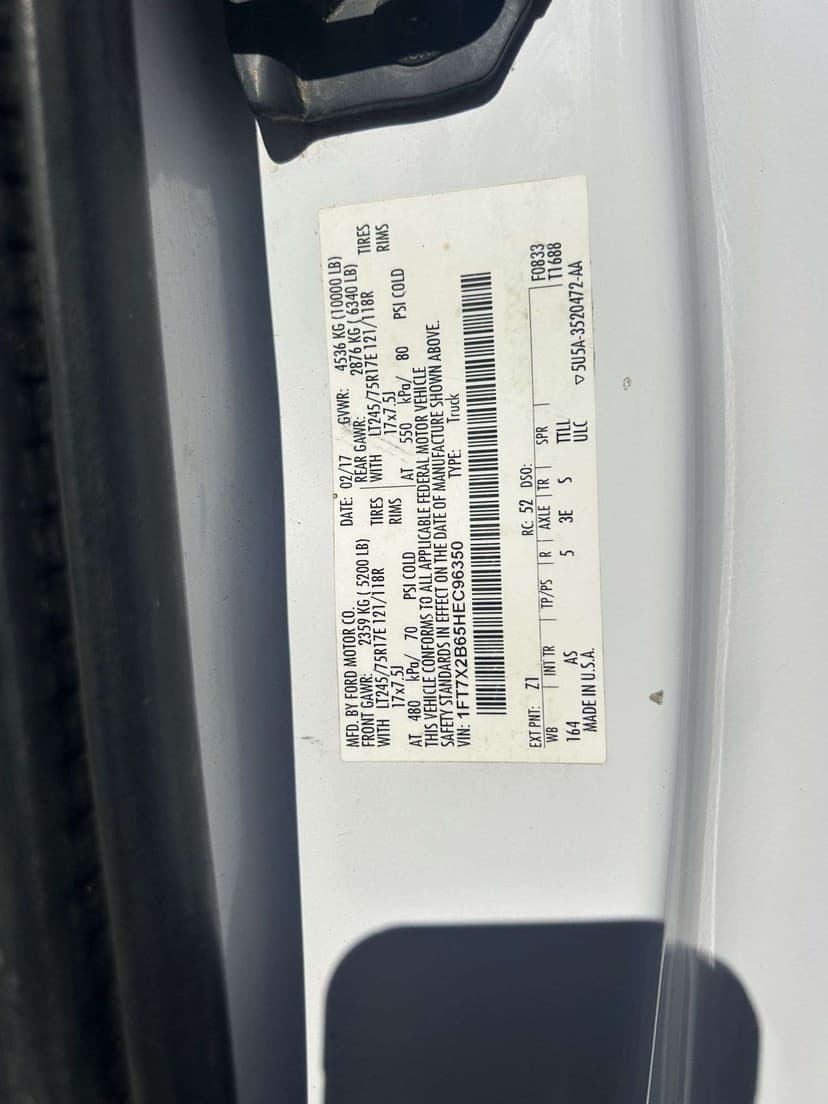 MFD. BY FORD MOTOR CO.
DATE: 02/17 GVWR: 4536 KG (10000 LB)
FRONT GAWR: 2359 KG ( 5200 LB)
REAR GAWR: 2876 KG ( 6340 LB)
WITH LT245/75R17E 121/118R TIRES
WITH LT245/75R17E 121/118R TIRES
17x7.5J RIMS
17x7.5J RIMS
AT 480 kPa/ 70 PSI COLD
AT 550 kPa/ 80 PSI COLD
THIS VEHICLE CONFORMS TO ALL APPLICABLE FEDERAL MOTOR VEHICLE
SAFETY STANDARDS IN EFFECT ON THE DATE OF MANUFACTURE SHOWN ABOVE.
VIN: 1FT7X2B65HEC96350 TYPE: Truck
F0833
T1688
EXT PNT: Z1 RC: 52 DSO:
WB INT TR TP/PS R AXLE TR SPR
164 AS 5 3E S TTLL
ULC
MADE IN U.S.A.
▽5U5A-3520472-AA